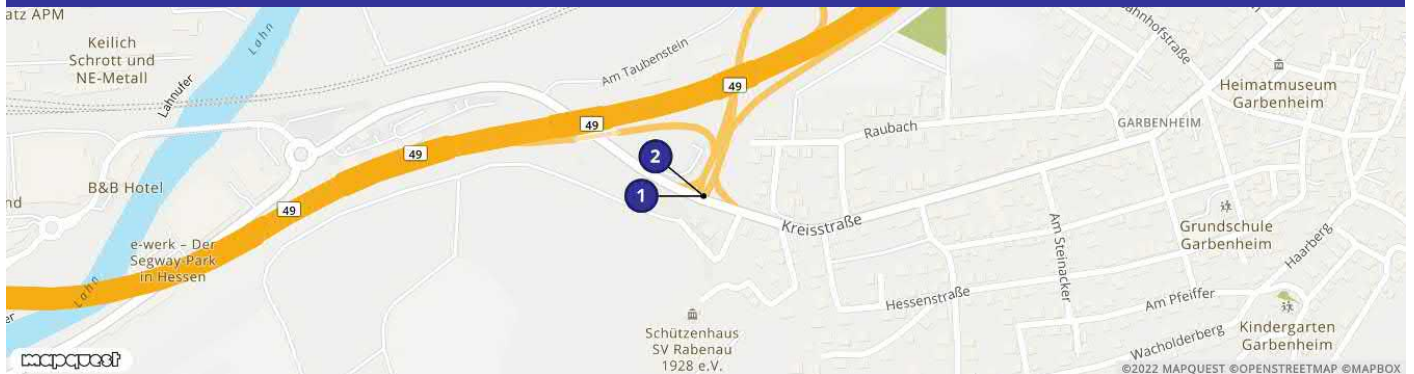 atz APM
Keilich
Schrott und
NE-Metall
Lahnufer
Lahn
Am Taubenstein
49
49
49
49
B&B Hotel
nd
e-werk – Der
Segway Park
in Hessen
Lahn
er
2
1
Kreisstraße
Raubach
GARBENHEIM
Bahnhofstraße
Heimatmuseum
Garbenheim
Grundschule
Garbenheim
Am Steinacker
Haarberg
Hessenstraße
Am Pfeiffer
Wacholderberg
Kindergarten
Garbenheim
Schützenhaus
SV Rabenau
1928 e.V.
mapquest
©2022 MAPQUEST ©OPENSTREETMAP ©MAPBOX